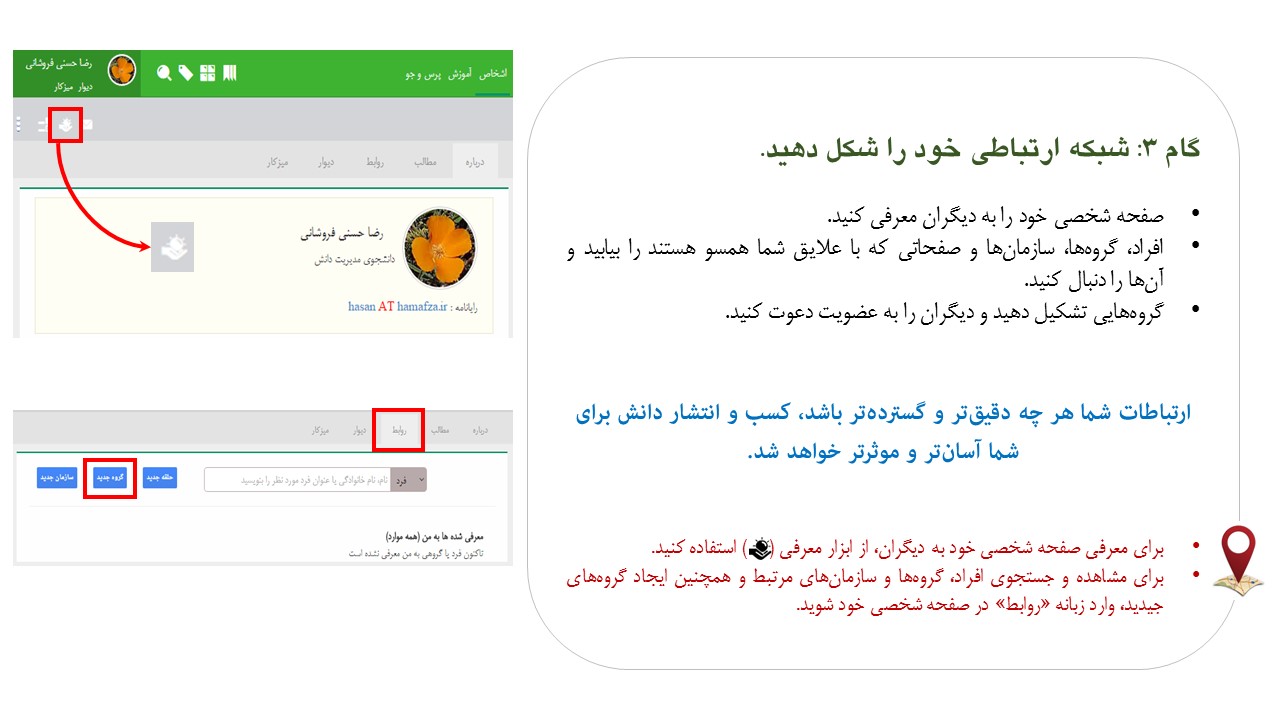 گام ۳: شبکه ارتباطی خود را شکل دهید.
• صفحه شخصی خود را به دیگران معرفی کنید.
• افراد، گروه‌ها، سازمان‌ها و صفحاتی که با علایق شما همسو هستند را بیابید و
آن‌ها را دنبال کنید.
• گروه‌هایی تشکیل دهید و دیگران را به عضویت دعوت کنید.
ارتباطات شما هر چه دقیق‌تر و گسترده‌تر باشد، کسب و انتشار دانش برای
شما آسان‌تر و موثرتر خواهد شد.
• برای معرفی صفحه شخصی خود به دیگران، از ابزار معرفی () استفاده کنید.
• برای مشاهده و جستجوی افراد، گروه‌ها و سازمان‌های مرتبط و همچنین ایجاد گروه‌های
جیدید، وارد زبانه «روابط» در صفحه شخصی خود شوید.
اشخاص آموزش پرس و جو
رضا حسنی فروشانی
دیوار میزکار
درباره مطالب روابط دیوار میزکار
رضا حسنی فروشانی
دانشجوی مدیریت دانش
رایانامه : hasan AT hamafza.ir
درباره مطالب روابط دیوار میزکار
فرد نام، نام خانوادگی یا عنوان فرد مورد نظر را بنویسید حلقه جدید گروه جدید سازمان جدید
معرفی شده ها به من (همه موارد)
تاکنون فرد یا گروهی به من معرفی نشده است